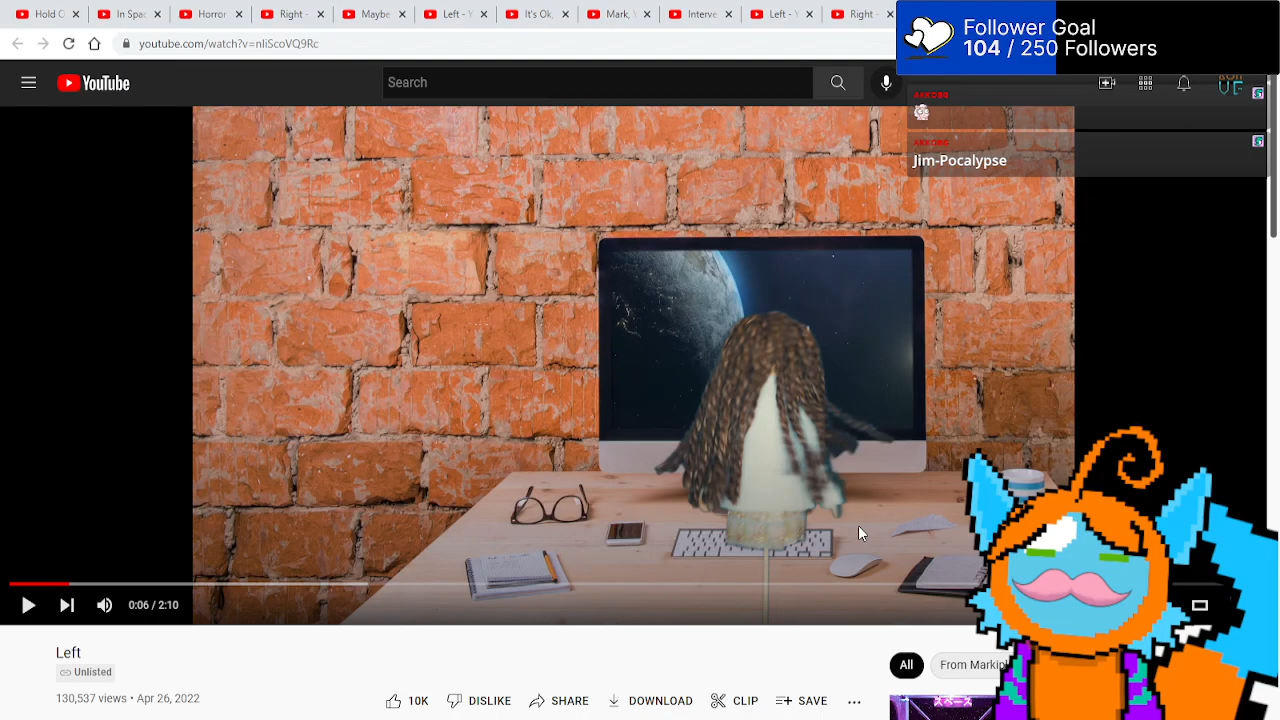 Hold O
In Spac
Horror
Right -
Maybe
Left - Y
It's Ok,
Mark, Y
Interve
Left - Y
Right -
Follower Goal
104 / 250 Followers
youtube.com/watch?v=nliScoVQ9Rc
YouTube
Search
Jim-Pocalypse
0:06 / 2:10
Left
Unlisted
130,537 views • Apr 26, 2022
10K
DISLIKE
SHARE
DOWNLOAD
CLIP
SAVE
All
From Markipl